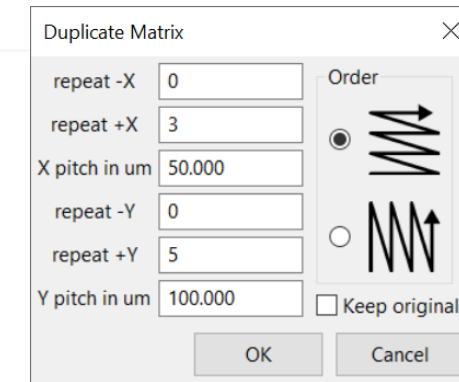 Duplicate Matrix
repeat -X 0
repeat +X 3
X pitch in um 50.000
repeat -Y 0
repeat +Y 5
Y pitch in um 100.000
Order
Keep original
OK Cancel